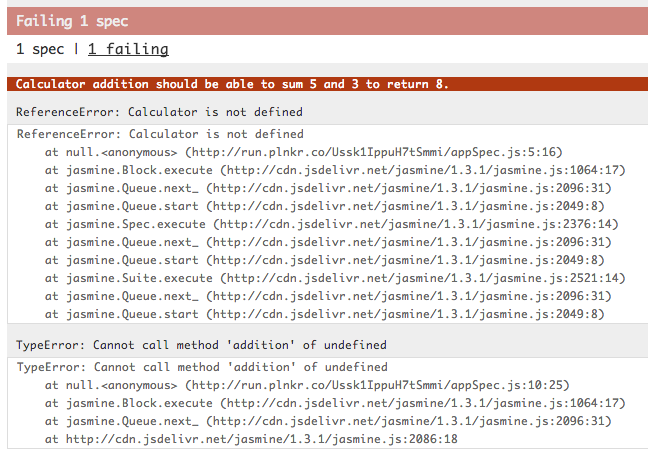 Failing 1 spec
1 spec | 1 failing
Calculator addition should be able to sum 5 and 3 to return 8.
ReferenceError: Calculator is not defined
ReferenceError: Calculator is not defined
at null.<anonymous> (http://run.plnkr.co/Ussk1IppuH7tSmmi/appSpec.js:5:16)
at jasmine.Block.execute (http://cdn.jsdelivr.net/jasmine/1.3.1/jasmine.js:1064:17)
at jasmine.Queue.next_ (http://cdn.jsdelivr.net/jasmine/1.3.1/jasmine.js:2096:31)
at jasmine.Queue.start (http://cdn.jsdelivr.net/jasmine/1.3.1/jasmine.js:2049:8)
at jasmine.Spec.execute (http://cdn.jsdelivr.net/jasmine/1.3.1/jasmine.js:2376:14)
at jasmine.Queue.next_ (http://cdn.jsdelivr.net/jasmine/1.3.1/jasmine.js:2096:31)
at jasmine.Queue.start (http://cdn.jsdelivr.net/jasmine/1.3.1/jasmine.js:2049:8)
at jasmine.Suite.execute (http://cdn.jsdelivr.net/jasmine/1.3.1/jasmine.js:2521:14)
at jasmine.Queue.next_ (http://cdn.jsdelivr.net/jasmine/1.3.1/jasmine.js:2096:31)
at jasmine.Queue.start (http://cdn.jsdelivr.net/jasmine/1.3.1/jasmine.js:2049:8)
TypeError: Cannot call method 'addition' of undefined
TypeError: Cannot call method 'addition' of undefined
at null.<anonymous> (http://run.plnkr.co/Ussk1IppuH7tSmmi/appSpec.js:10:25)
at jasmine.Block.execute (http://cdn.jsdelivr.net/jasmine/1.3.1/jasmine.js:1064:17)
at jasmine.Queue.next_ (http://cdn.jsdelivr.net/jasmine/1.3.1/jasmine.js:2096:31)
at http://cdn.jsdelivr.net/jasmine/1.3.1/jasmine.js:2086:18